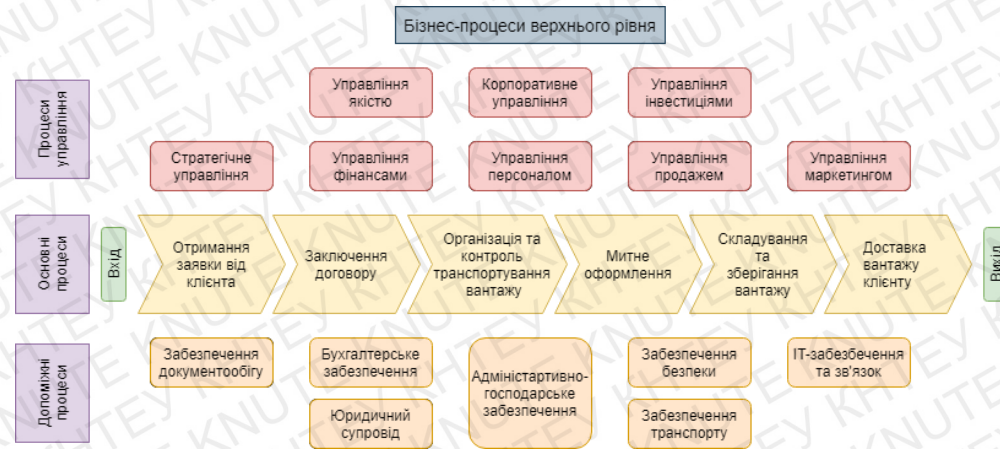 Бізнес-процеси верхнього рівня
Процеси
управління
Управління
якістю
Корпоративне
управління
Управління
інвестиціями
Стратегічне
управління
Управління
фінансами
Управління
персоналом
Управління
продажем
Управління
маркетингом
Основні
процеси
Вхід
Отримання
заявки від
клієнта
Заключення
договору
Організація та
контроль
транспортування
вантажу
Митне
оформлення
Складування
та
зберігання
вантажу
Доставка
вантажу
клієнту
Вихід
Допоміжні
процеси
Забезпечення
документообігу
Бухгалтерське
забезпечення
Адміністартивно-
господарське
забезпечення
Забезпечення
безпеки
ІТ-забезбечення
та зв'язок
Юридичний
супровід
Забезпечення
транспорту